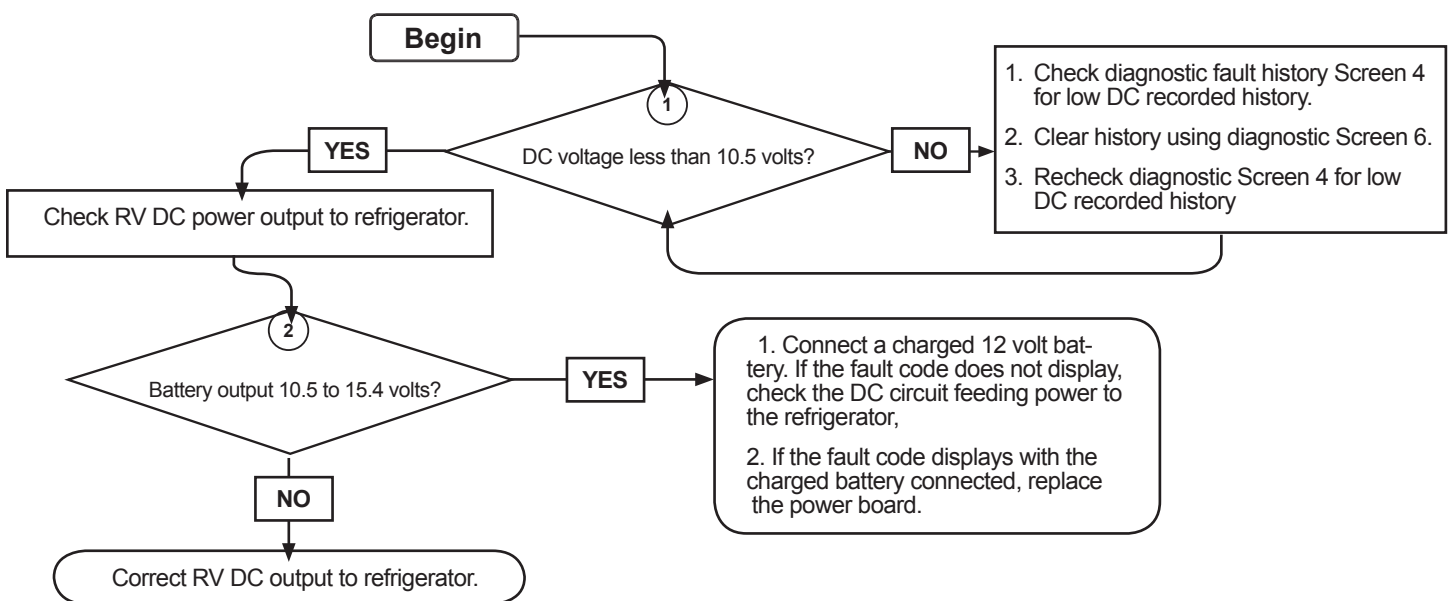 Begin
1
DC voltage less than 10.5 volts?
YES
NO
1. Check diagnostic fault history Screen 4
for low DC recorded history.
2. Clear history using diagnostic Screen 6.
3. Recheck diagnostic Screen 4 for low
DC recorded history
Check RV DC power output to refrigerator.
2
Battery output 10.5 to 15.4 volts?
YES
1. Connect a charged 12 volt bat-
tery. If the fault code does not display,
check the DC circuit feeding power to
the refrigerator,
2. If the fault code displays with the
charged battery connected, replace
the power board.
NO
Correct RV DC output to refrigerator.